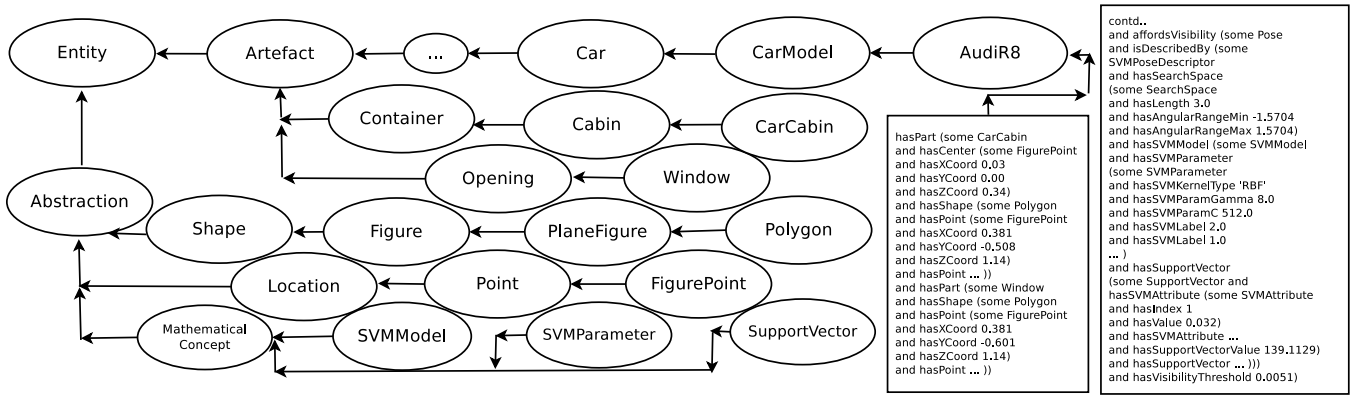 Entity
Artefact
...
Car
CarModel
AudiR8
Container
Cabin
CarCabin
Opening
Window
Abstraction
Shape
Figure
PlaneFigure
Polygon
Location
Point
FigurePoint
Mathematical
Concept
SVMModel
SVMParameter
SupportVector
hasPart (some CarCabin
and hasCenter (some FigurePoint
and hasXCoord 0.03
and hasYCoord 0.00
and hasZCoord 0.34)
and hasShape (some Polygon
and hasPoint (some FigurePoint
and hasXCoord 0.381
and hasYCoord -0.508
and hasZCoord 1.14)
and hasPoint ... ))
and hasPart (some Window
and hasShape (some Polygon
and hasPoint (some FigurePoint
and hasXCoord 0.381
and hasYCoord -0.601
and hasZCoord 1.14)
and hasPoint ... ))
contd..
and affordsVisibility (some Pose
and isDescribedBy (some
SVMPoseDescriptor
and hasSearchSpace
(some SearchSpace
and hasLength 3.0
and hasAngularRangeMin -1.5704
and hasAngularRangeMax 1.5704)
and hasSVMModel (some SVMModel
and hasSVMParameter
(some SVMParameter
and hasSVMKernelType 'RBF'
and hasSVMParamGamma 8.0
and hasSVMParamC 512.0
and hasSVMLabel 2.0
and hasSVMLabel 1.0
... )
and hasSupportVector
(some SupportVector and
hasSVMAttribute (some SVMAttribute
and hasIndex 1
and hasValue 0.032)
and hasSVMAttribute ...
and hasSupportVectorValue 139.1129)
and hasSupportVector ... )))
and hasVisibilityThreshold 0.0051)